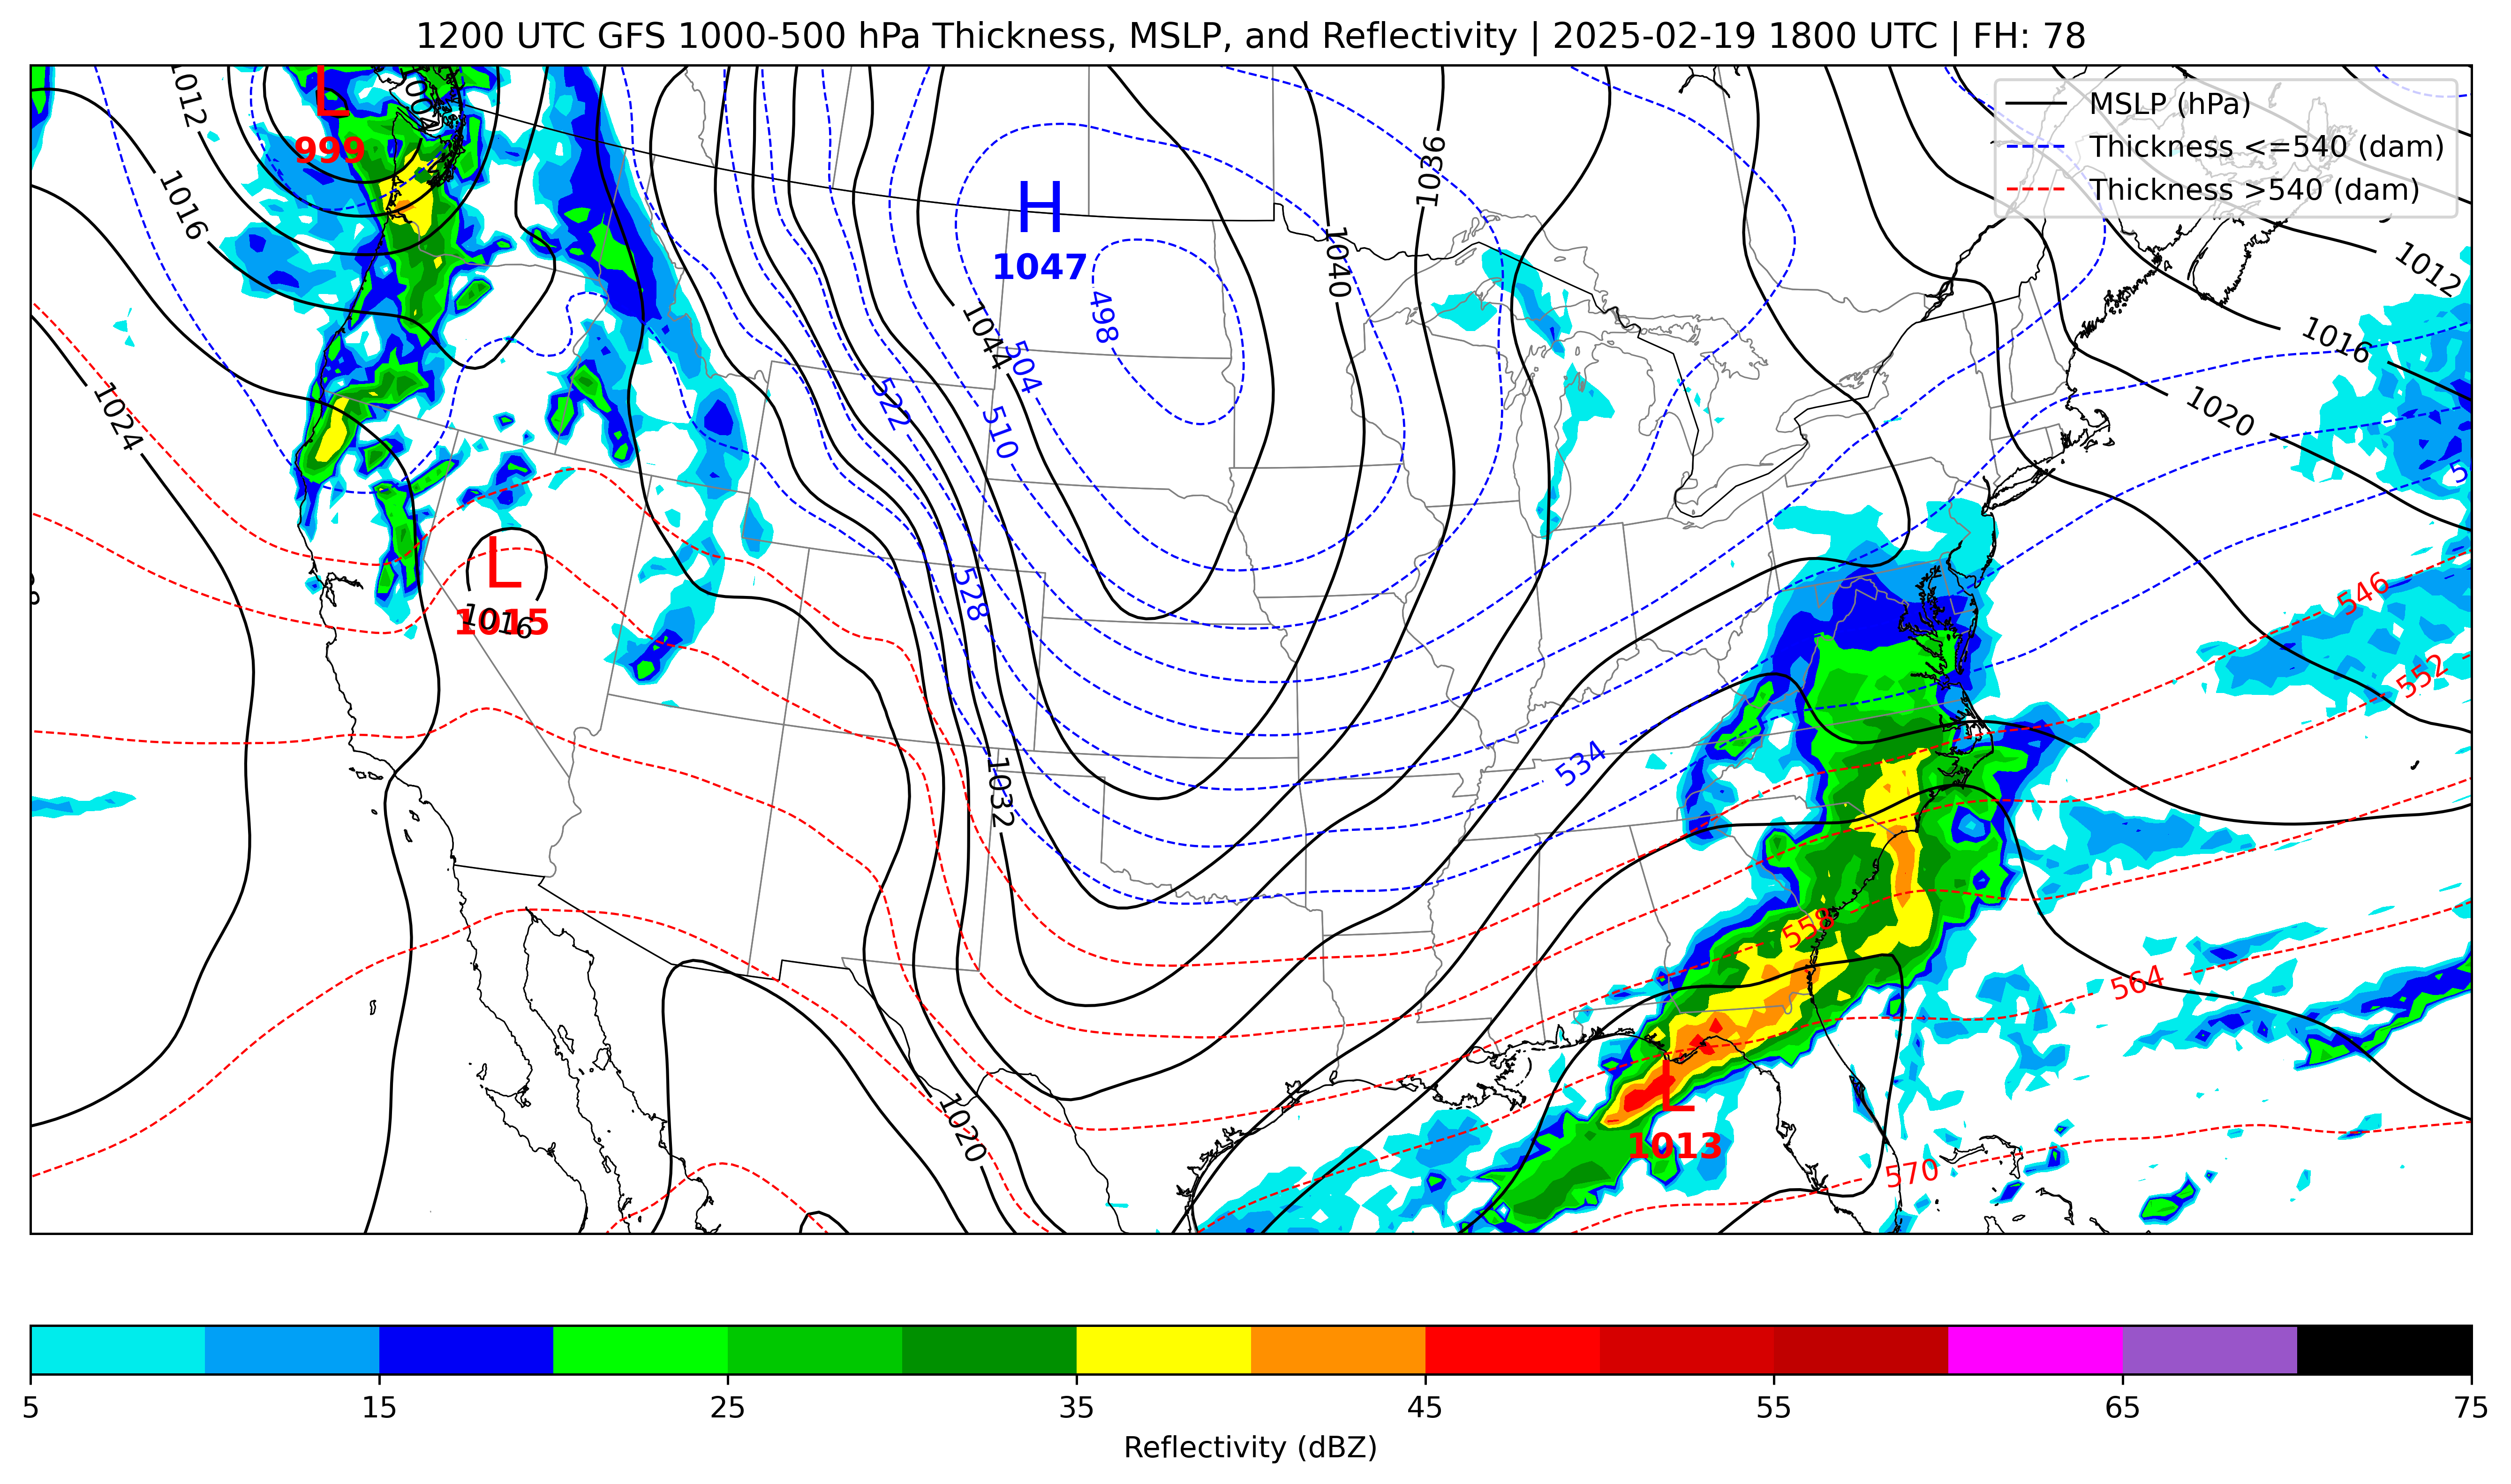 1200 UTC GFS 1000-500 hPa Thickness, MSLP, and Reflectivity | 2025-02-19 1800 UTC | FH: 78
MSLP (hPa)
Thickness <=540 (dam)
Thickness >540 (dam)
L
999
1004
1012
1016
1024
H
1047
498
504
510
522
528
1044
1040
1036
1032
534
L
1015
1016
1012
1016
1020
546
552
558
564
570
L
1013
1020
5 15 25 35 45 55 65 75
Reflectivity (dBZ)